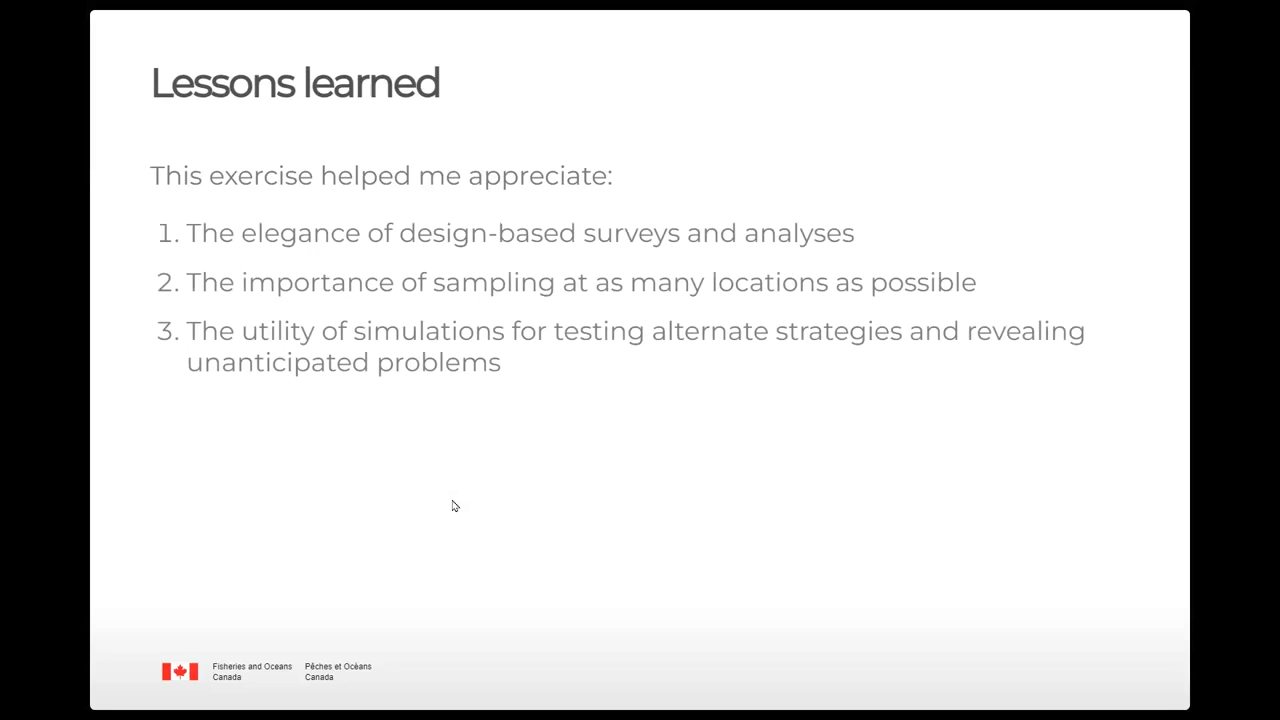 Lessons learned
This exercise helped me appreciate:
1. The elegance of design-based surveys and analyses
2. The importance of sampling at as many locations as possible
3. The utility of simulations for testing alternate strategies and revealing
unanticipated problems
Fisheries and Oceans
Canada
Pêches et Océans
Canada